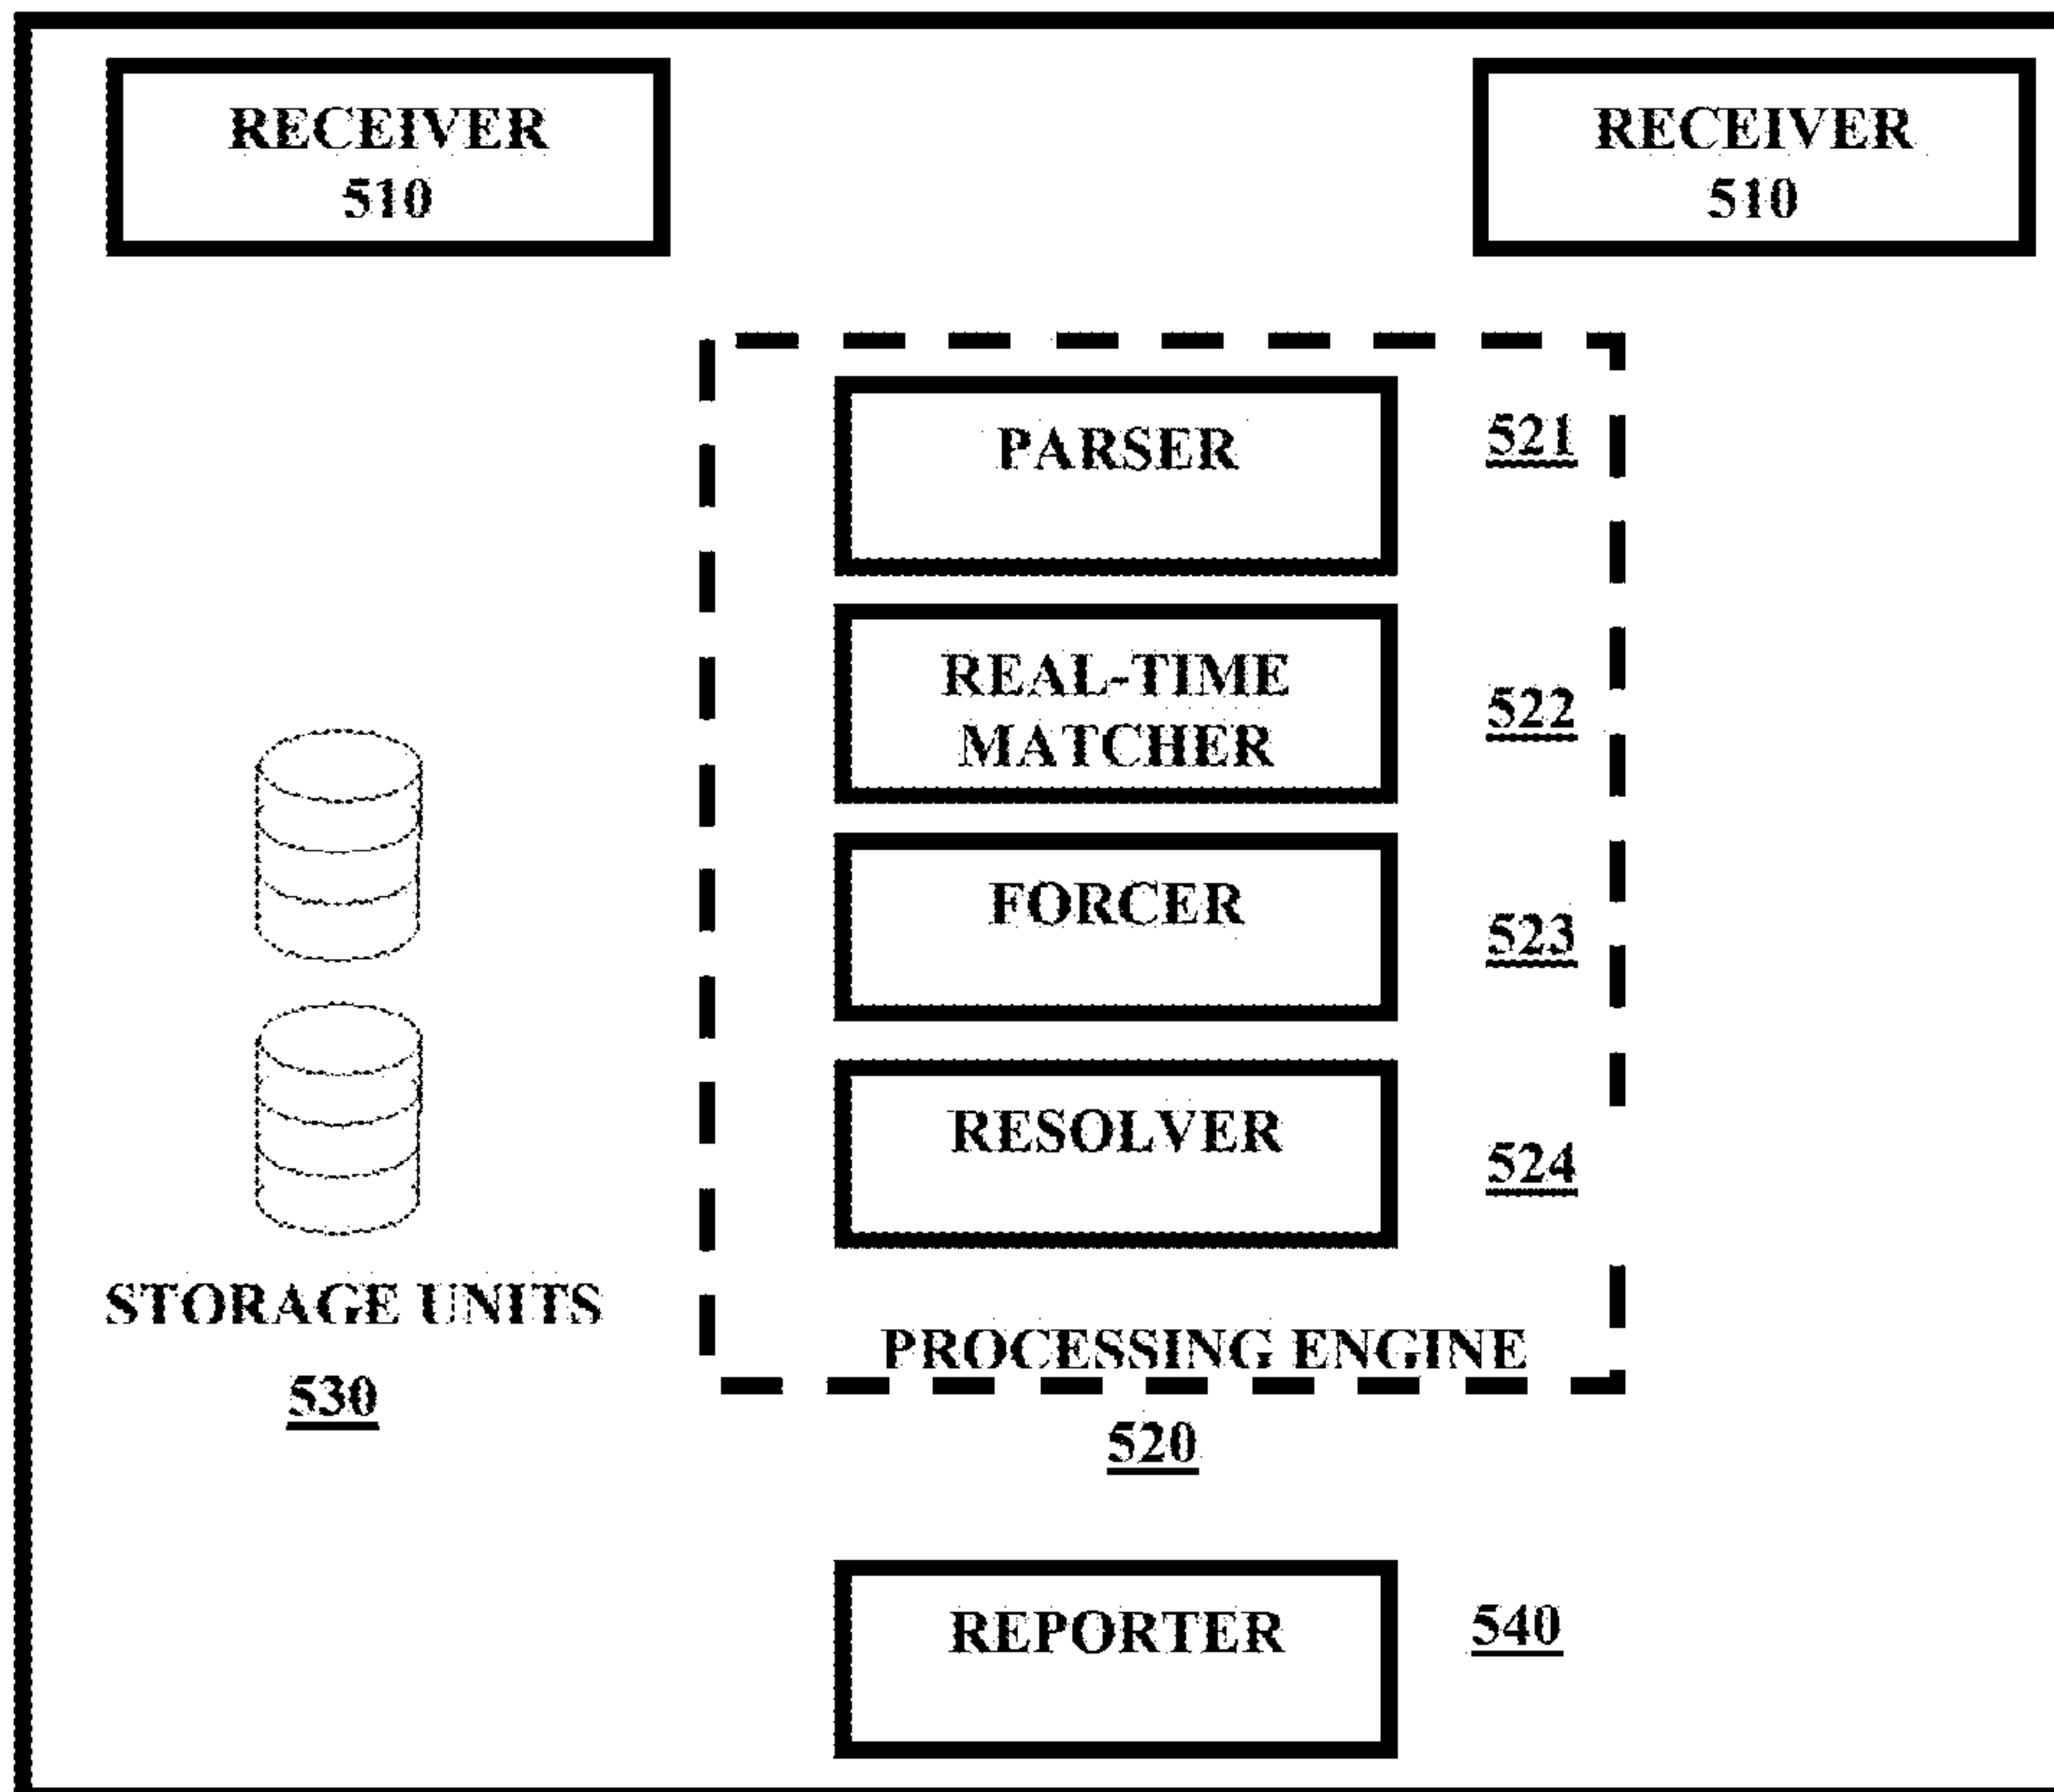 RECEIVER
510
RECEIVER
510
PARSER
521
REAL-TIME
MATCHER
522
FORCER
523
RESOLVER
524
STORAGE UNITS
530
PROCESSING ENGINE
520
REPORTER
540